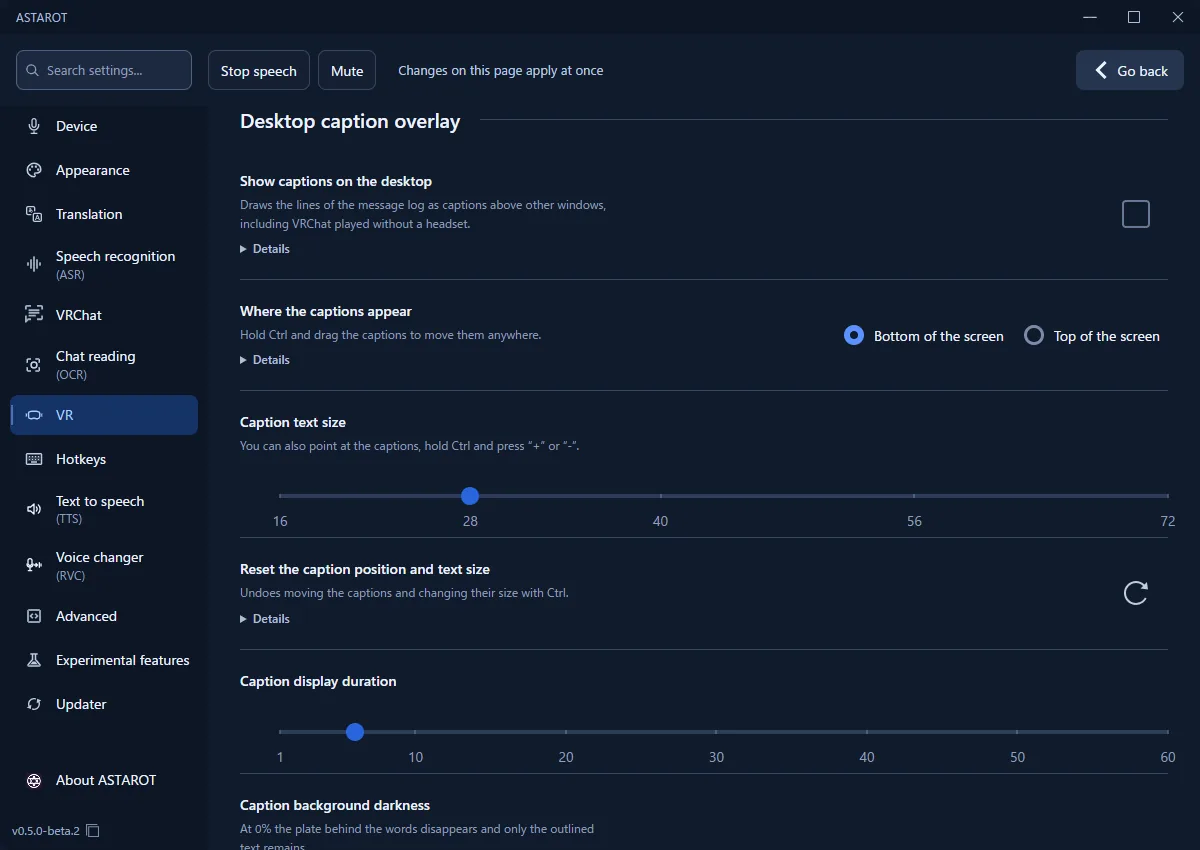 ASTAROT
Search settings...
Stop speech
Mute
Changes on this page apply at once
Go back
Device
Appearance
Translation
Speech recognition
(ASR)
VRChat
Chat reading
(OCR)
VR
Hotkeys
Text to speech
(TTS)
Voice changer
(RVC)
Advanced
Experimental features
Updater
About ASTAROT
v0.5.0-beta.2
Desktop caption overlay
Show captions on the desktop
Draws the lines of the message log as captions above other windows,
including VRChat played without a headset.
Details
Where the captions appear
Hold Ctrl and drag the captions to move them anywhere.
Details
Bottom of the screen
Top of the screen
Caption text size
You can also point at the captions, hold Ctrl and press “+” or “-”.
16 28 40 56 72
Reset the caption position and text size
Undoes moving the captions and changing their size with Ctrl.
Details
Caption display duration
1 10 20 30 40 50 60
Caption background darkness
At 0% the plate behind the words disappears and only the outlined
text remains.